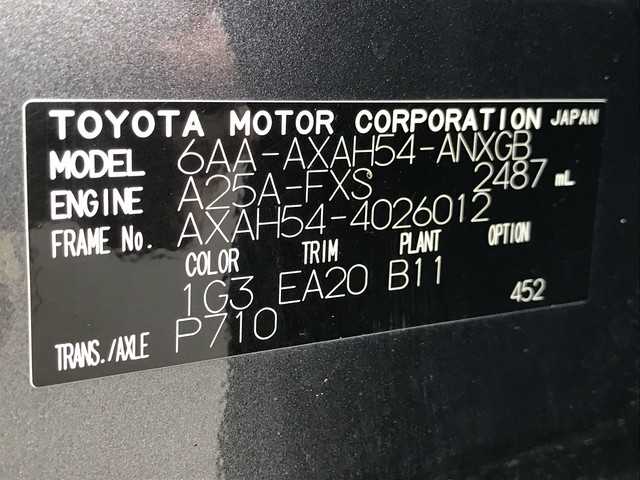 TOYOTA MOTOR CORPORATION JAPAN
MODEL 6AA-AXAH54-ANXGB
ENGINE A25A-FXS 2487 mL
FRAME No. AXAH54-4026012
COLOR TRIM PLANT OPTION
1G3 EA20 B11 452
TRANS./AXLE P710